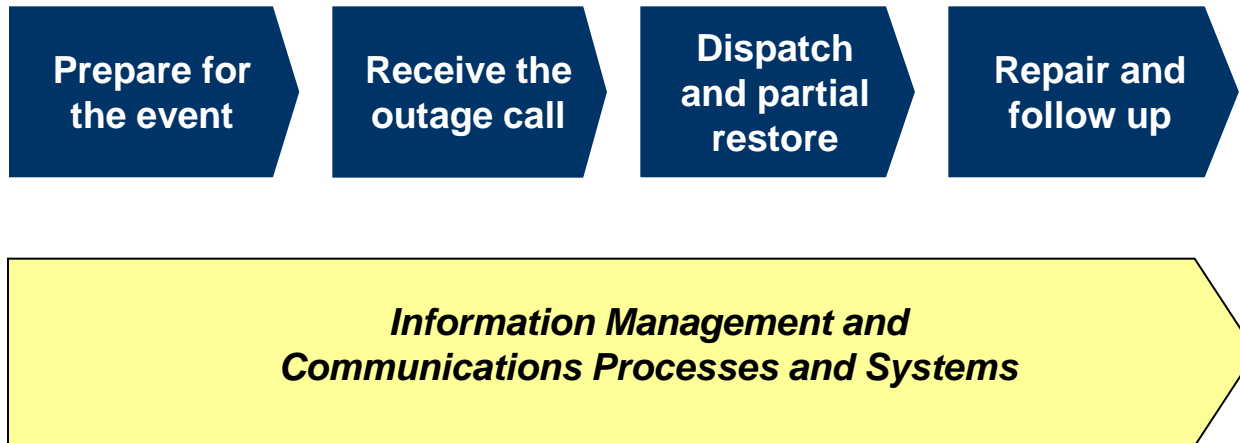 Prepare for
the event
Receive the
outage call
Dispatch
and partial
restore
Repair and
follow up
Information Management and
Communications Processes and Systems